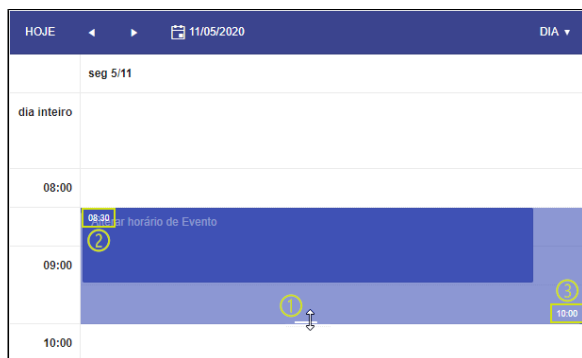 HOJE ◀ ▶ 11/05/2020 DIA ▼
seg 5/11
dia inteiro
08:00
08:30 Alterar horário de Evento
②
09:00
① ③
10:00
10:00